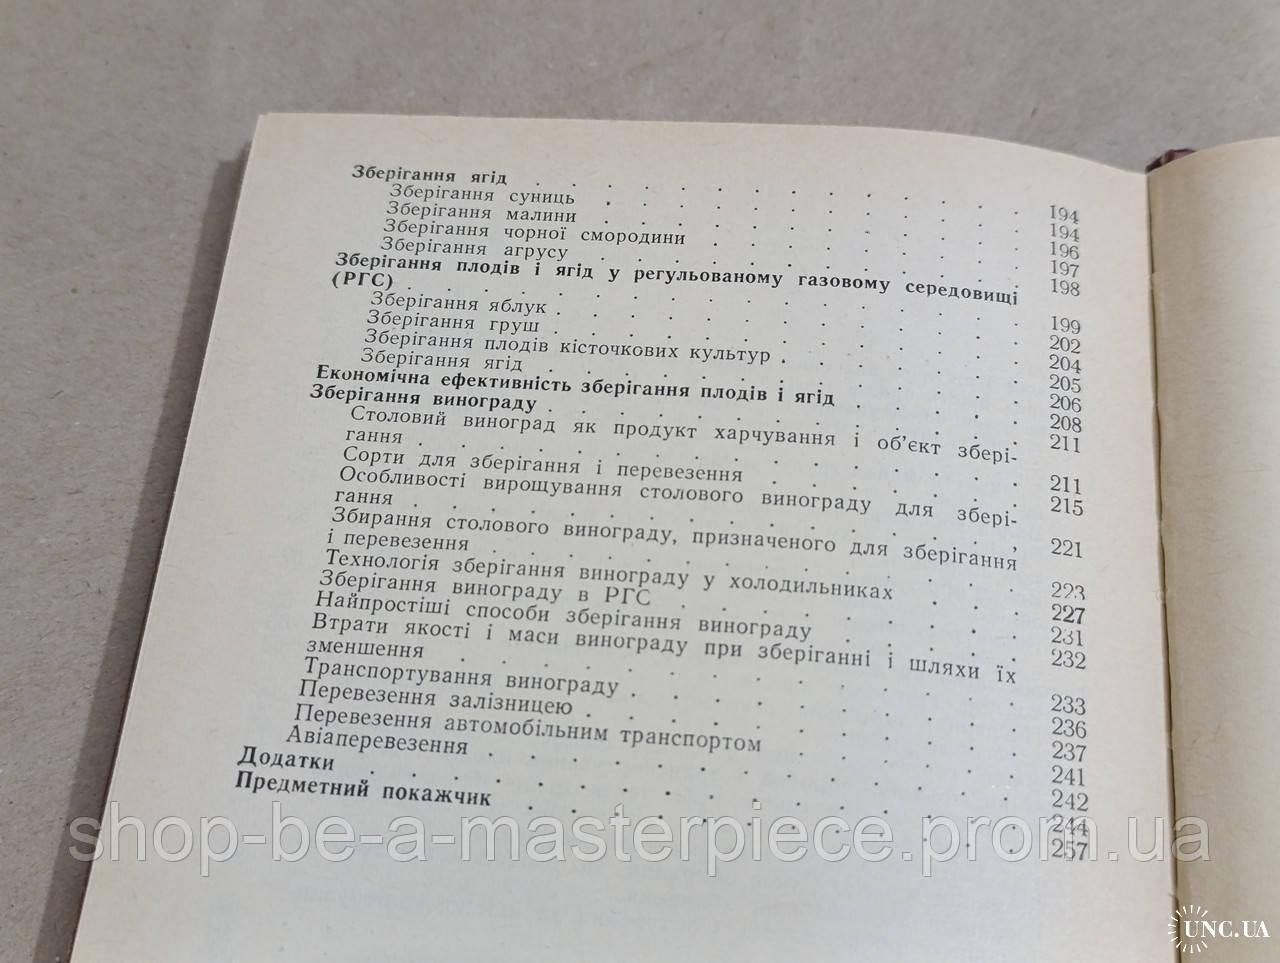 Зберігання ягід . . . . . . . . . . . . 194
Зберігання суниць . . . . . . . . . . 194
Зберігання малини . . . . . . . . . . 196
Зберігання чорної смородини . . . . . . . 197
Зберігання агрусу . . . . . . . . . . 198
Зберігання плодів і ягід у регульованому газовому середовищі
(РГС) . . . . . . . . . . . . . . 199
Зберігання яблук . . . . . . . . . . . 202
Зберігання груш . . . . . . . . . . . 204
Зберігання плодів кісточкових культур . . . . . 205
Зберігання ягід . . . . . . . . . . . 206
Економічна ефективність зберігання плодів і ягід . . . . 208
Зберігання винограду . . . . . . . . . . . 211
Столовий виноград як продукт харчування і об’єкт збері-
гання . . . . . . . . . . . . . . 211
Сорти для зберігання і перевезення . . . . . . 215
Особливості вирощування столового винограду для збері-
гання . . . . . . . . . . . . . . 221
Збирання столового винограду, призначеного для зберігання
і перевезення . . . . . . . . . . . . 223
Технологія зберігання винограду у холодильниках . . . 227
Зберігання винограду в РГС . . . . . . . . 231
Найпростіші способи зберігання винограду . . . . . 232
Втрати якості і маси винограду при зберіганні і шляхи їх
зменшення . . . . . . . . . . . . . 233
Транспортування винограду . . . . . . . . . 236
Перевезення залізницею . . . . . . . . . . 237
Перевезення автомобільним транспортом . . . . . 241
Авіаперевезення . . . . . . . . . . . . 242
Додатки . . . . . . . . . . . . . . . 244
Предметний покажчик . . . . . . . . . . . 257
shop-be-a-masterpiece.prom.ua
UNC.UA